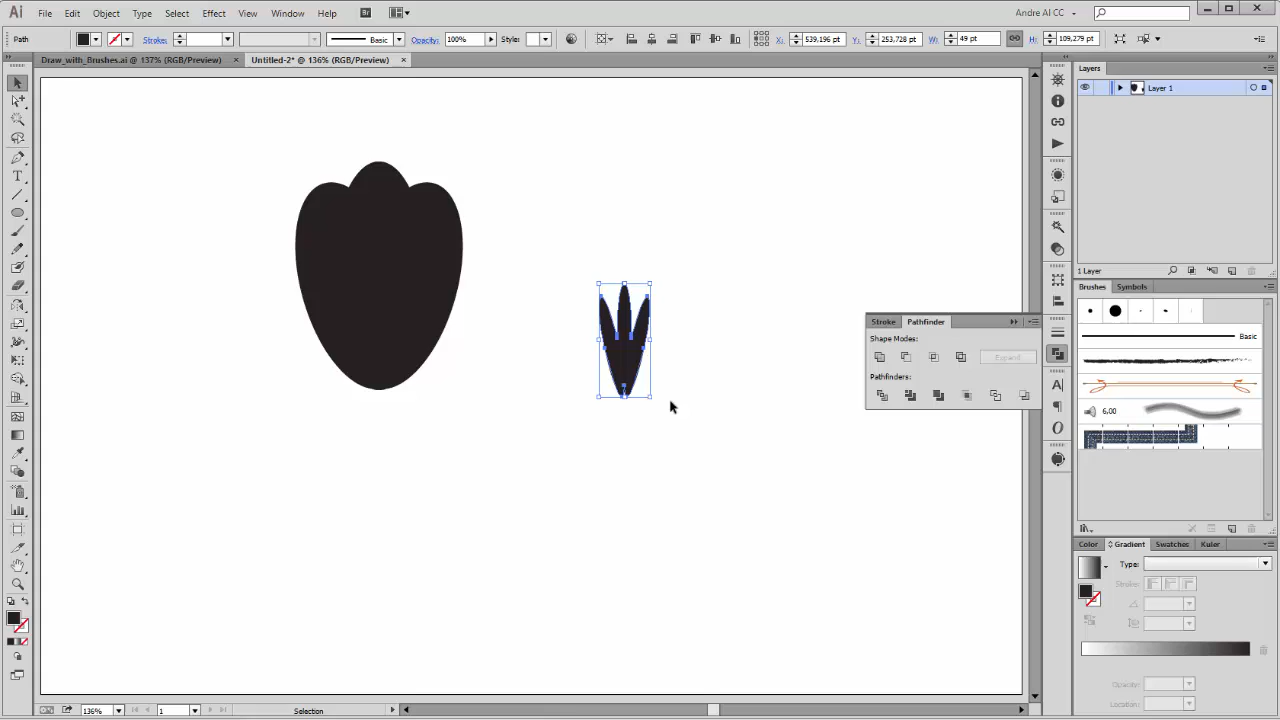 Ai File Edit Object Type Select Effect View Window Help Br Andre AI CC
Path Strokes: Basic Opacity: 100% Style: X: 539,196 pt Y: 253,728 pt W: 49 pt H: 109,279 pt
Draw_with_Brushes.ai @ 137% (RGB/Preview) × Untitled-2* @ 136% (RGB/Preview) ×
Layers
Layer 1
1 Layer
Brushes Symbols
Basic
6,00
Stroke Pathfinder
Shape Modes:
Expand
Pathfinders:
Color Gradient Swatches Kuler
Type:
Stroke:
Opacity:
Location:
136% 1 Selection